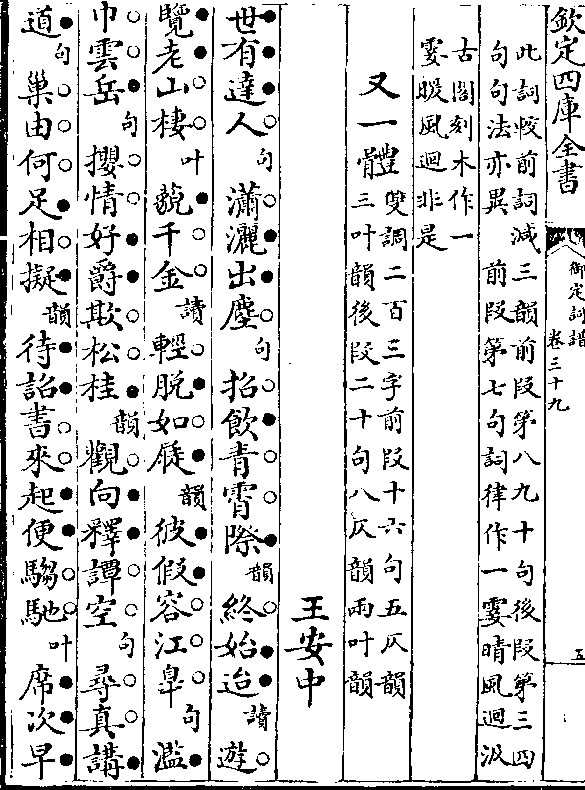 欽定四庫全書
御定詞譜
卷三十九
五
此詞較前詞減三韻前段第八九十句後段第三四
句句法亦異前段第七句詞律作一霎晴風迴汲
古閣刻木作一
霎暖風迴非是
又一體
雙調二百三字前段十六句五仄韻
三叶韻後段二十句八仄韻兩叶韻
王安中
世有達人句瀟灑出塵句招飲青霄際韻終始追讀遊
覽老山棲叶藐千金讀輕脫如屣韻彼假容江臯句濫
巾雲岳句攖情好爵欺松桂韻觀向釋譚空句尋真講
道句巢由何足相擬韻待詔書來起便騶馳叶席次早